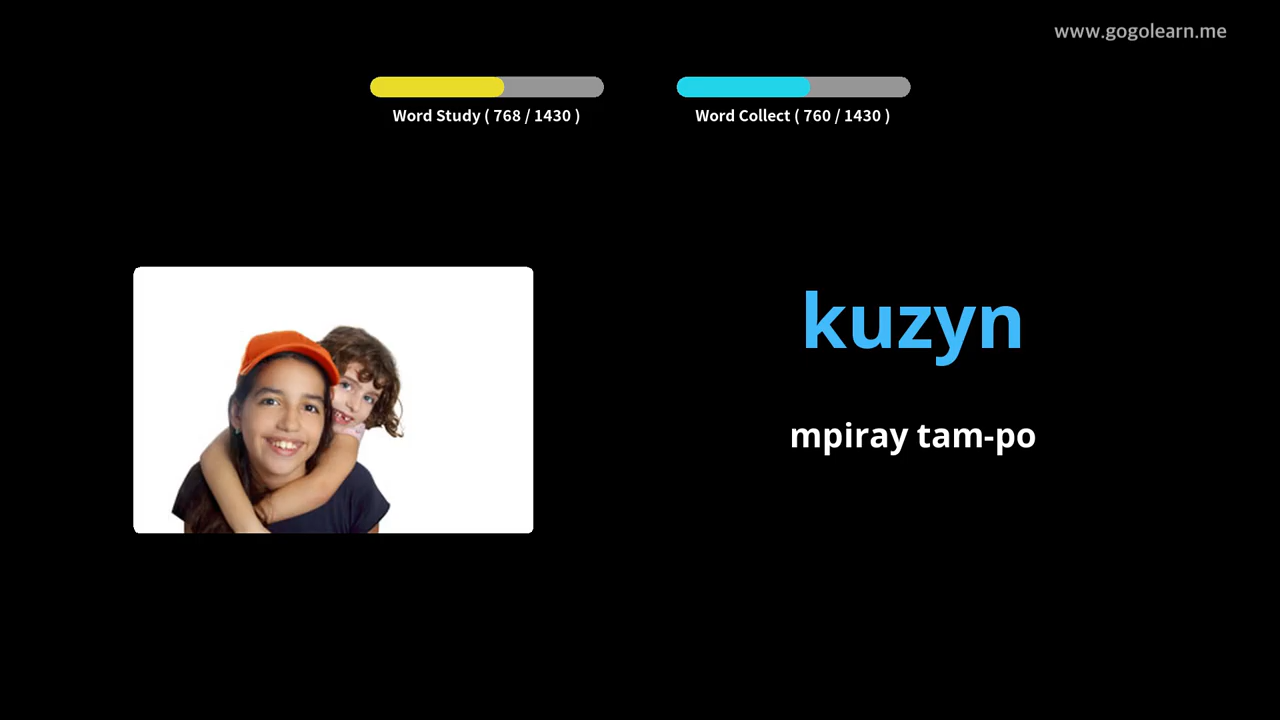 www.gogolearn.me
Word Study ( 768 / 1430 )
Word Collect ( 760 / 1430 )
kuzyn
mpiray tam-po